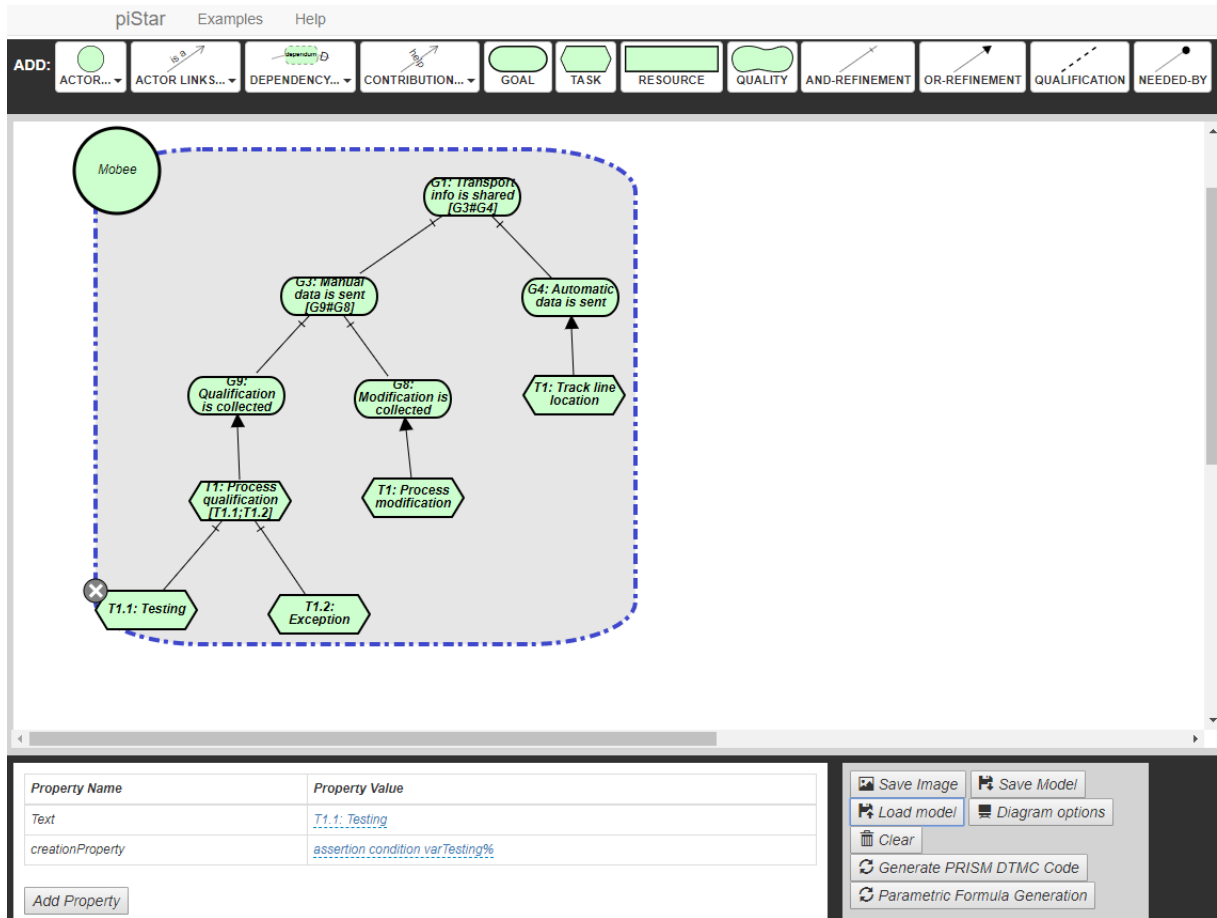 piStar Examples Help
ADD:
ACTOR...
is a
ACTOR LINKS...
dependum D
DEPENDENCY...
help
CONTRIBUTION...
GOAL
TASK
RESOURCE
QUALITY
AND-REFINEMENT
OR-REFINEMENT
QUALIFICATION
NEEDED-BY
Mobee
G1: Transport
info is shared
[G3#G4]
G3: Manual
data is sent
[G9#G8]
G4: Automatic
data is sent
G9:
Qualification
is collected
G8:
Modification is
collected
T1: Track line
location
T1: Process
qualification
[T1.1;T1.2]
T1: Process
modification
T1.1: Testing
T1.2:
Exception
Property Name Property Value
Text T1.1: Testing
creationProperty assertion condition varTesting%
Add Property
Save Image Save Model
Load model Diagram options
Clear
Generate PRISM DTMC Code
Parametric Formula Generation